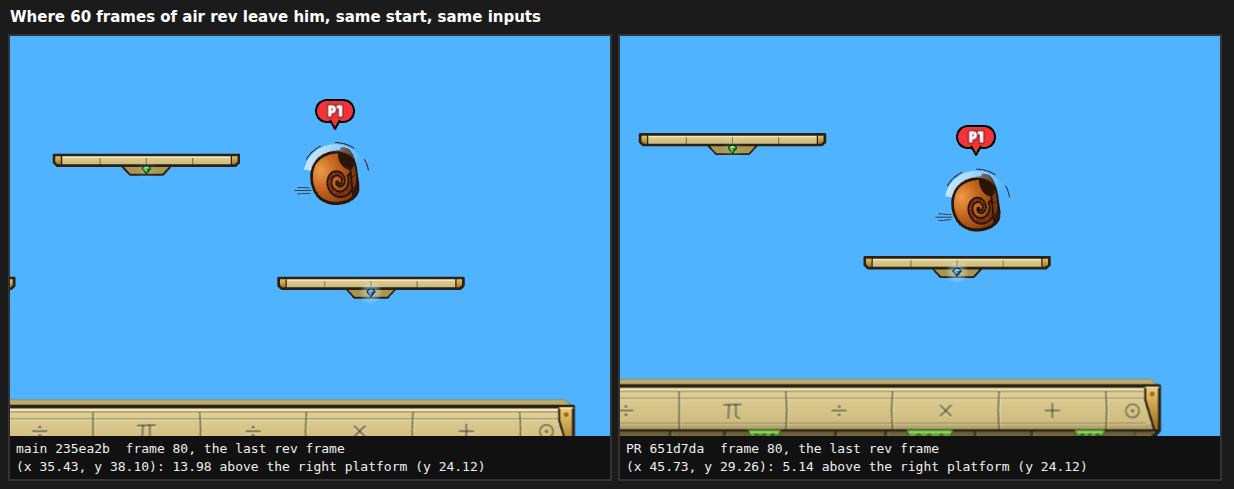 Where 60 frames of air rev leave him, same start, same inputs
P1
P1
÷ π ÷ × +
÷ π ÷ × +
main 235ea2b  frame 80, the last rev frame
(x 35.43, y 38.10): 13.98 above the right platform (y 24.12)
PR 651d7da  frame 80, the last rev frame
(x 45.73, y 29.26): 5.14 above the right platform (y 24.12)